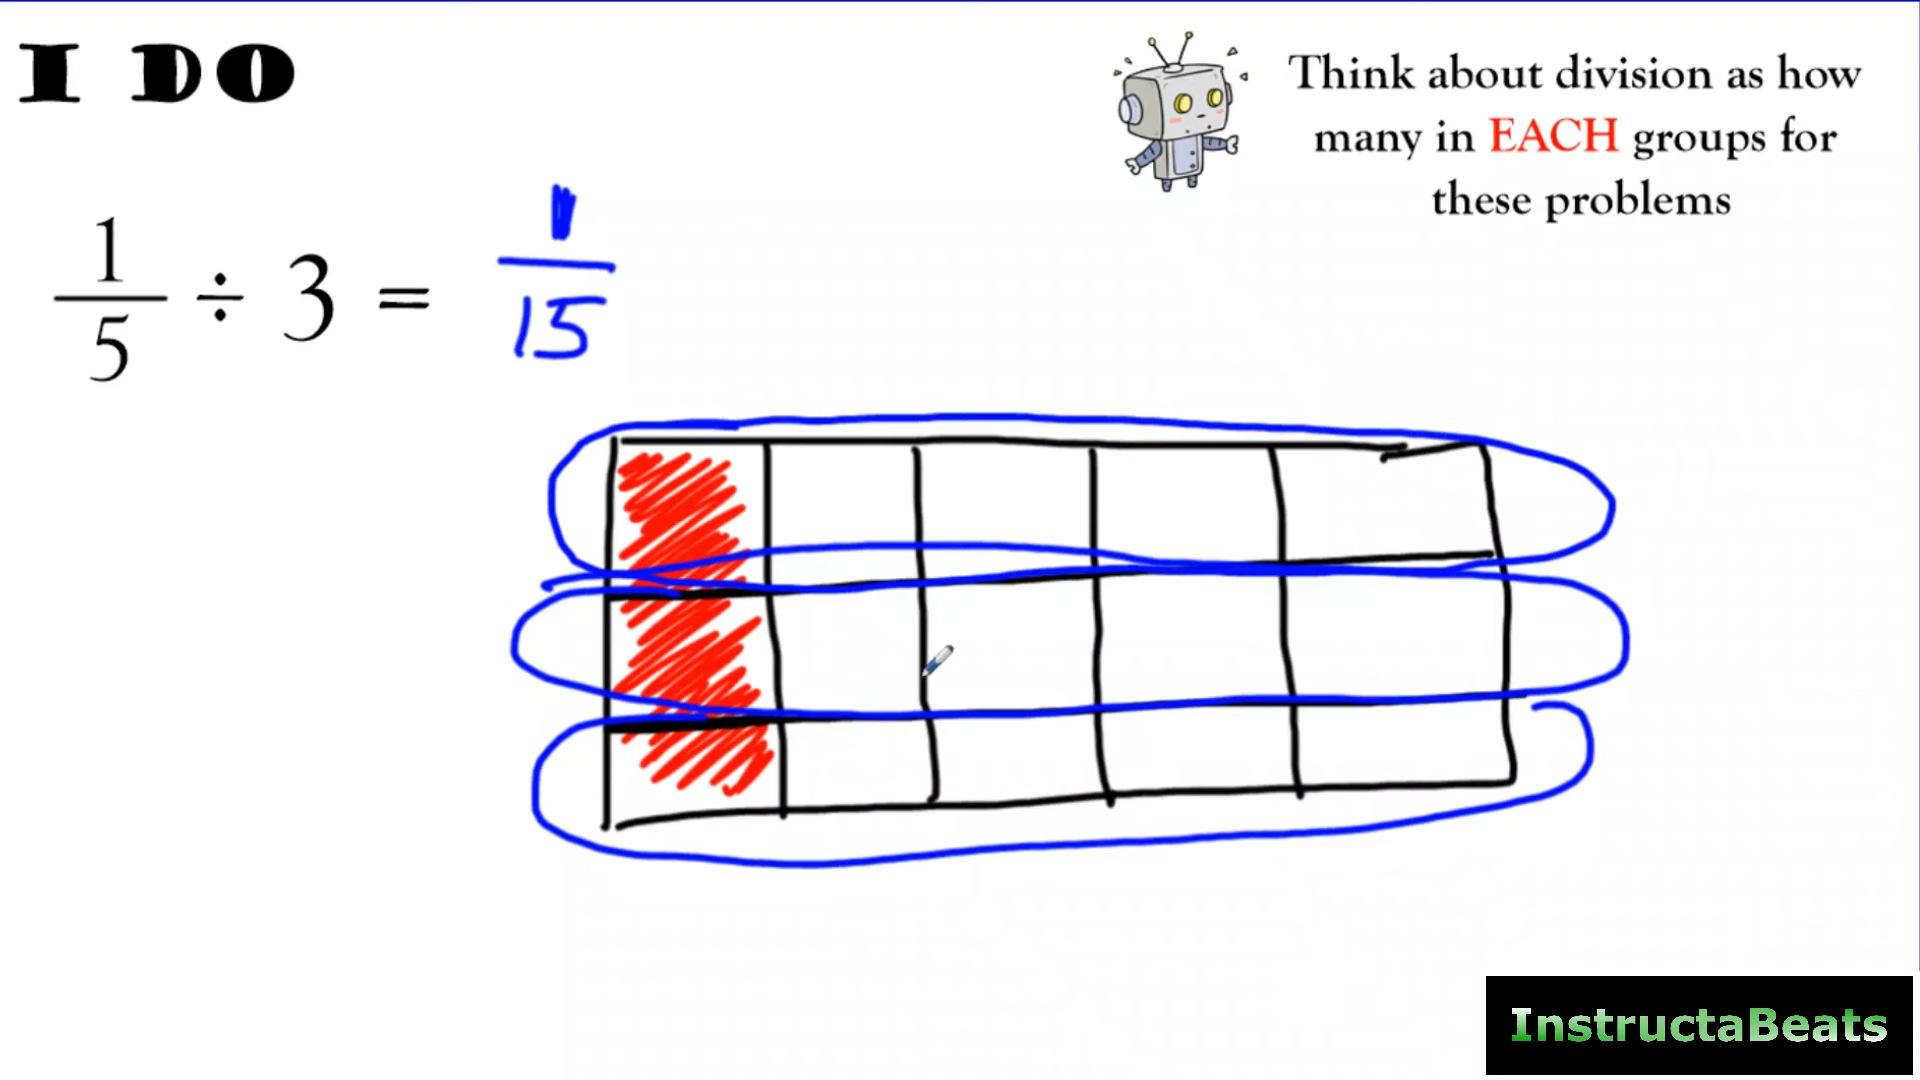 I DO
Think about division as how
many in EACH groups for
these problems
1/5 ÷ 3 = 1/15
InstructaBeats